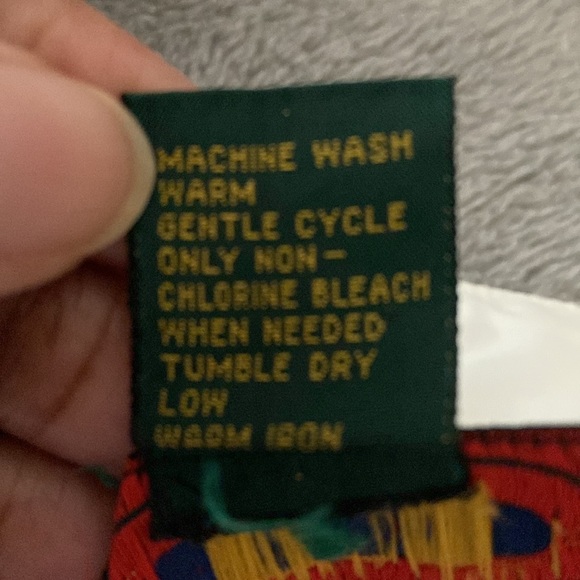 MACHINE WASH
WARM
GENTLE CYCLE
ONLY NON-
CHLORINE BLEACH
WHEN NEEDED
TUMBLE DRY
LOW
WARM IRON